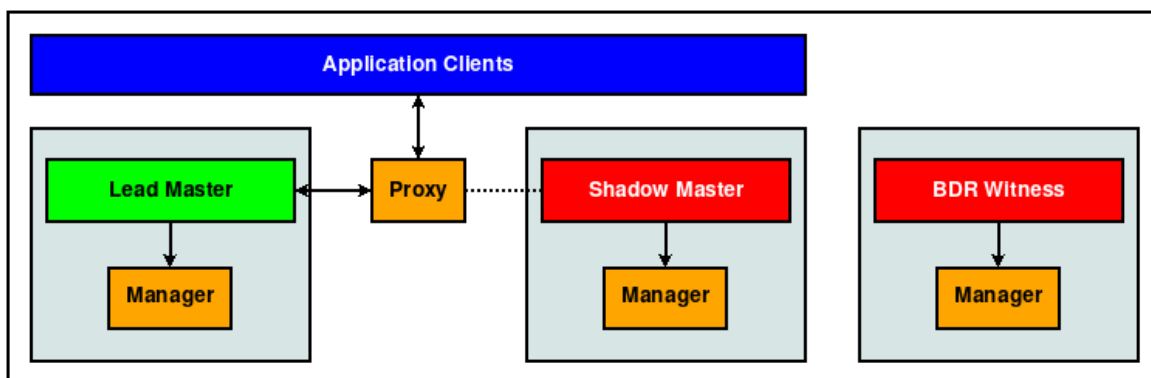 Application Clients
Lead Master
Proxy
Shadow Master
BDR Witness
Manager
Manager
Manager